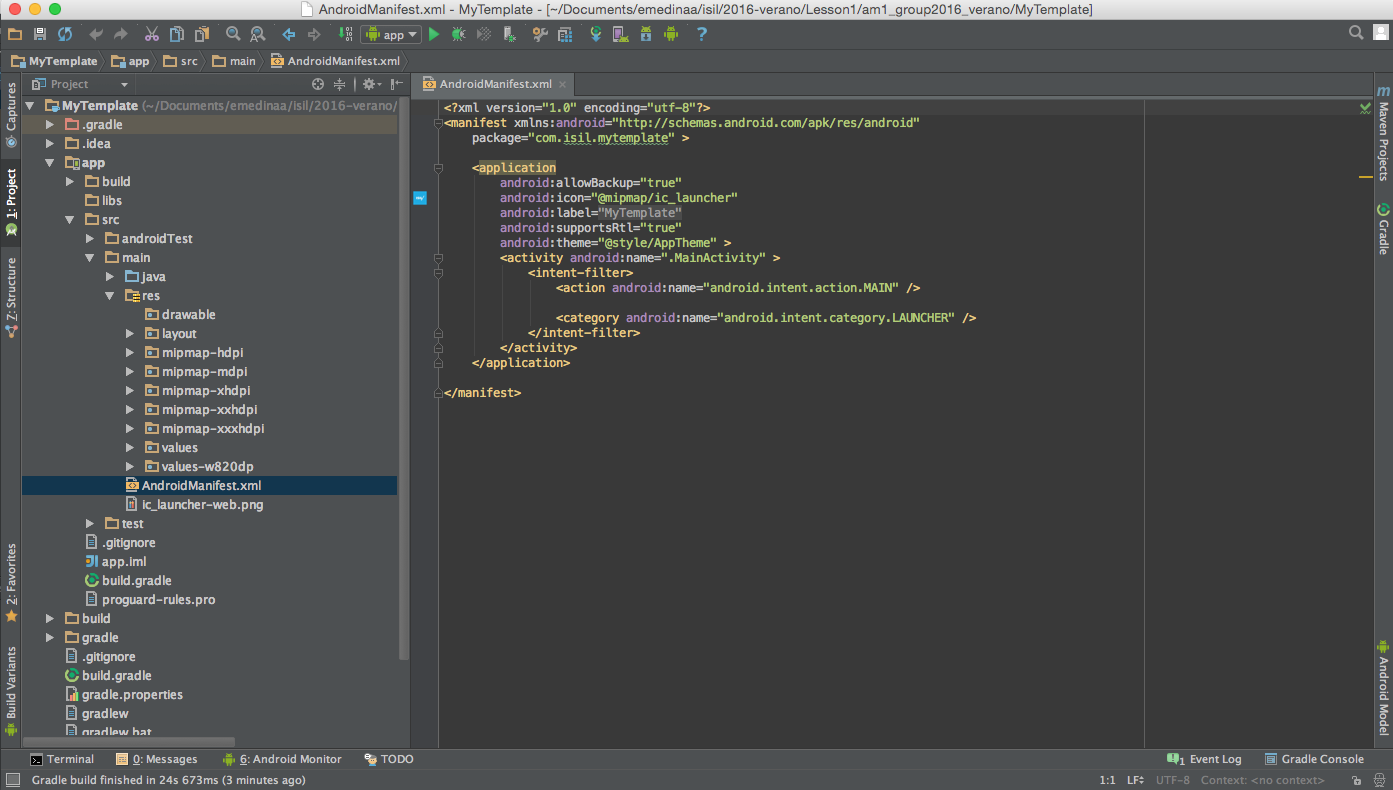 AndroidManifest.xml - MyTemplate - [~/Documents/emedinaa/isil/2016-verano/Lesson1/am1_group2016_verano/MyTemplate]
app
?
MyTemplate app src main AndroidManifest.xml
Project
AndroidManifest.xml
Captures
1: Project
Z: Structure
2: Favorites
Build Variants
MyTemplate (~/Documents/emedinaa/isil/2016-verano/
.gradle
.idea
app
build
libs
src
androidTest
main
java
res
drawable
layout
mipmap-hdpi
mipmap-mdpi
mipmap-xhdpi
mipmap-xxhdpi
mipmap-xxxhdpi
values
values-w820dp
AndroidManifest.xml
ic_launcher-web.png
test
.gitignore
app.iml
build.gradle
proguard-rules.pro
build
gradle
.gitignore
build.gradle
gradle.properties
gradlew
gradlew.bat
<?xml version="1.0" encoding="utf-8"?>
<manifest xmlns:android="http://schemas.android.com/apk/res/android"
package="com.isil.mytemplate" >
<application
android:allowBackup="true"
android:icon="@mipmap/ic_launcher"
android:label="MyTemplate"
android:supportsRtl="true"
android:theme="@style/AppTheme" >
<activity android:name=".MainActivity" >
<intent-filter>
<action android:name="android.intent.action.MAIN" />
<category android:name="android.intent.category.LAUNCHER" />
</intent-filter>
</activity>
</application>
</manifest>
m
Maven Projects
Gradle
Android Model
Terminal 0: Messages 6: Android Monitor TODO 1 Event Log Gradle Console
Gradle build finished in 24s 673ms (3 minutes ago) 1:1 LF UTF-8 Context: <no context>